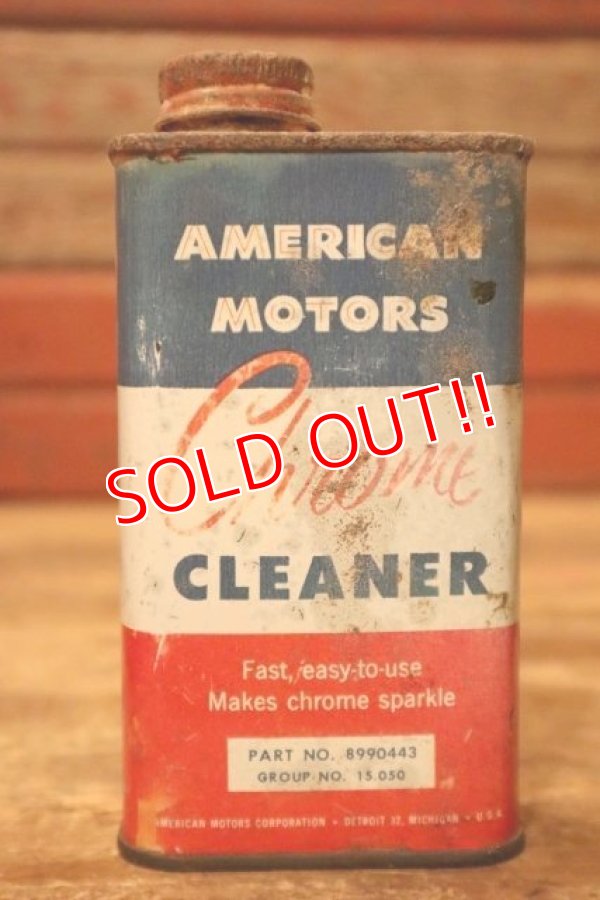 AMERICAN
MOTORS
Chrome
SOLD OUT!!
CLEANER
Fast, easy-to-use
Makes chrome sparkle
PART NO. 8990443
GROUP NO. 15.050
AMERICAN MOTORS CORPORATION • DETROIT 32, MICHIGAN • U.S.A.